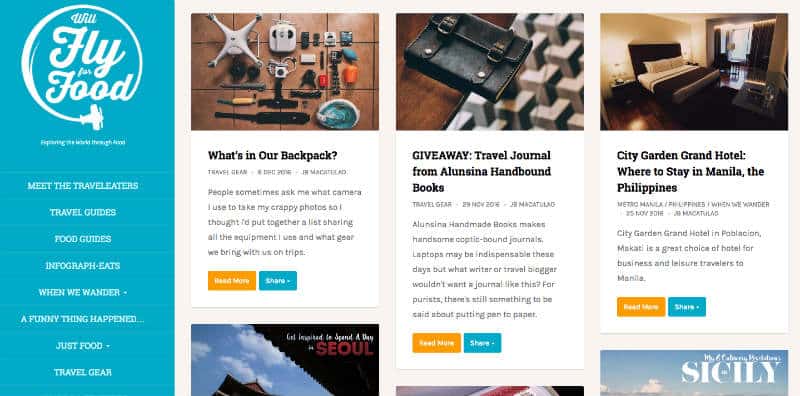 Will
Fly
for
Food
Exploring the World through Food
MEET THE TRAVELEATERS
TRAVEL GUIDES
FOOD GUIDES
INFOGRAPH-EATS
WHEN WE WANDER
A FUNNY THING HAPPENED...
JUST FOOD
TRAVEL GEAR
What's in Our Backpack?
TRAVEL GEAR - 6 DEC 2016 - JB MACATULAD
People sometimes ask me what camera
I use to take my crappy photos so I
thought I'd put together a list sharing
all the equipment I use and what gear
we bring with us on trips.
Read More Share
Get Inspired to Spend A Day
in SEOUL
GIVEAWAY: Travel Journal
from Alunsina Handbound
Books
TRAVEL GEAR - 29 NOV 2016 - JB MACATULAD
Alunsina Handmade Books makes
handsome coptic-bound journals.
Laptops may be indispensable these
days but what writer or travel blogger
wouldn't want a journal like this? For
purists, there's still something to be
said about putting pen to paper.
Read More Share
City Garden Grand Hotel:
Where to Stay in Manila, the
Philippines
METRO MANILA / PHILIPPINES / WHEN WE WANDER
- 25 NOV 2016 - JB MACATULAD
City Garden Grand Hotel in Poblacion,
Makati is a great choice of hotel for
business and leisure travelers to
Manila.
Read More Share
SICILY